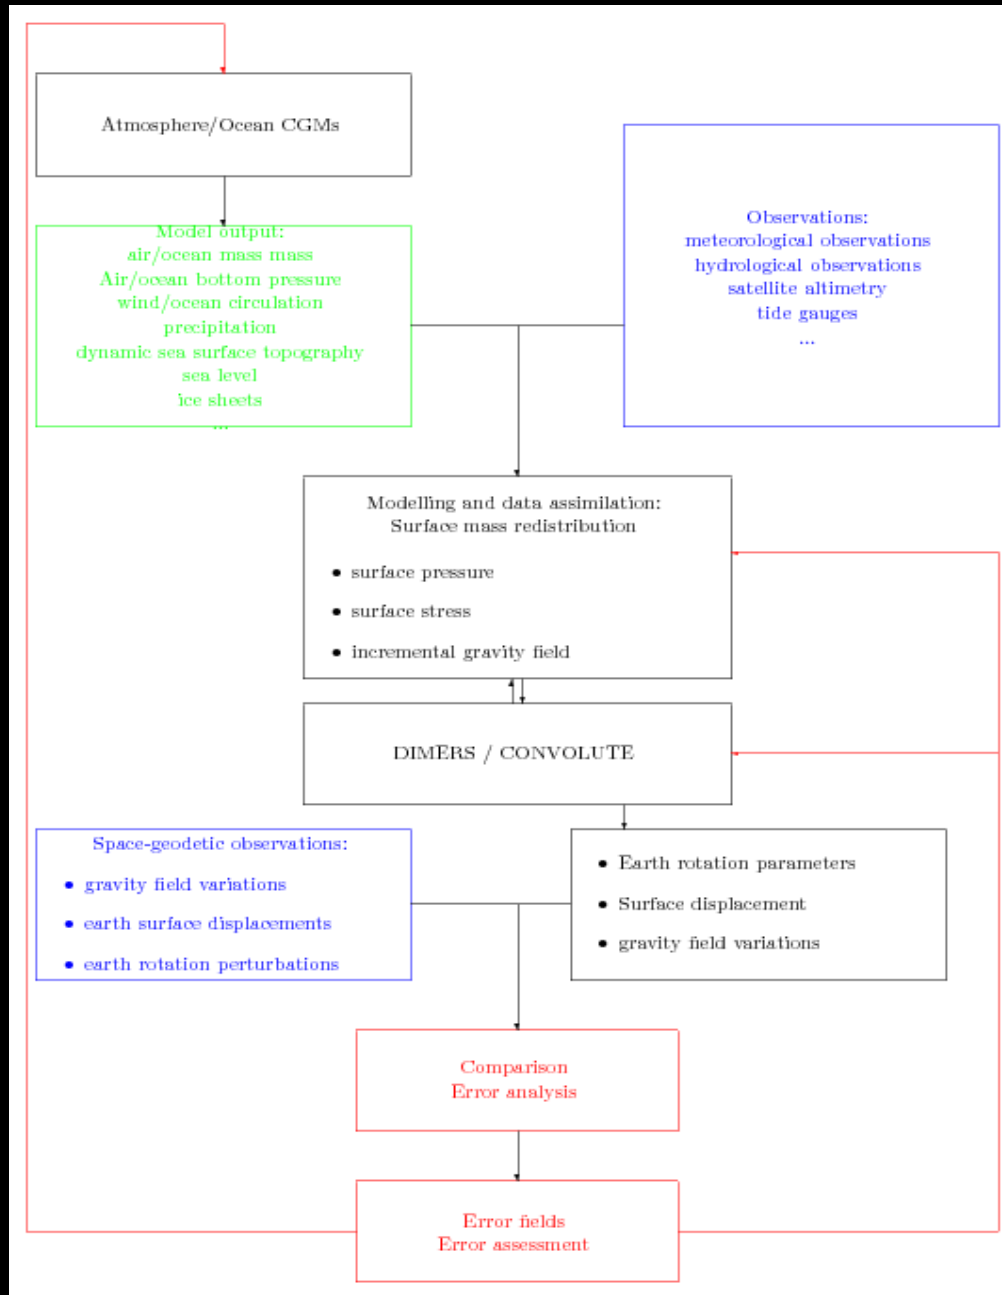 Atmosphere/Ocean CGMs
Model output:
air/ocean mass mass
Air/ocean bottom pressure
wind/ocean circulation
precipitation
dynamic sea surface topography
sea level
ice sheets
...
Observations:
meteorological observations
hydrological observations
satellite altimetry
tide gauges
...
Modelling and data assimilation:
Surface mass redistribution
• surface pressure
• surface stress
• incremental gravity field
DIMERS / CONVOLUTE
Space-geodetic observations:
• gravity field variations
• earth surface displacements
• earth rotation perturbations
• Earth rotation parameters
• Surface displacement
• gravity field variations
Comparison
Error analysis
Error fields
Error assessment